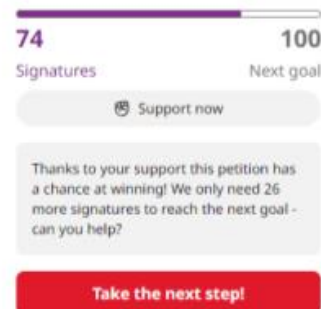 74 100
Signatures Next goal
Support now
Thanks to your support this petition has
a chance at winning! We only need 26
more signatures to reach the next goal -
can you help?
Take the next step!